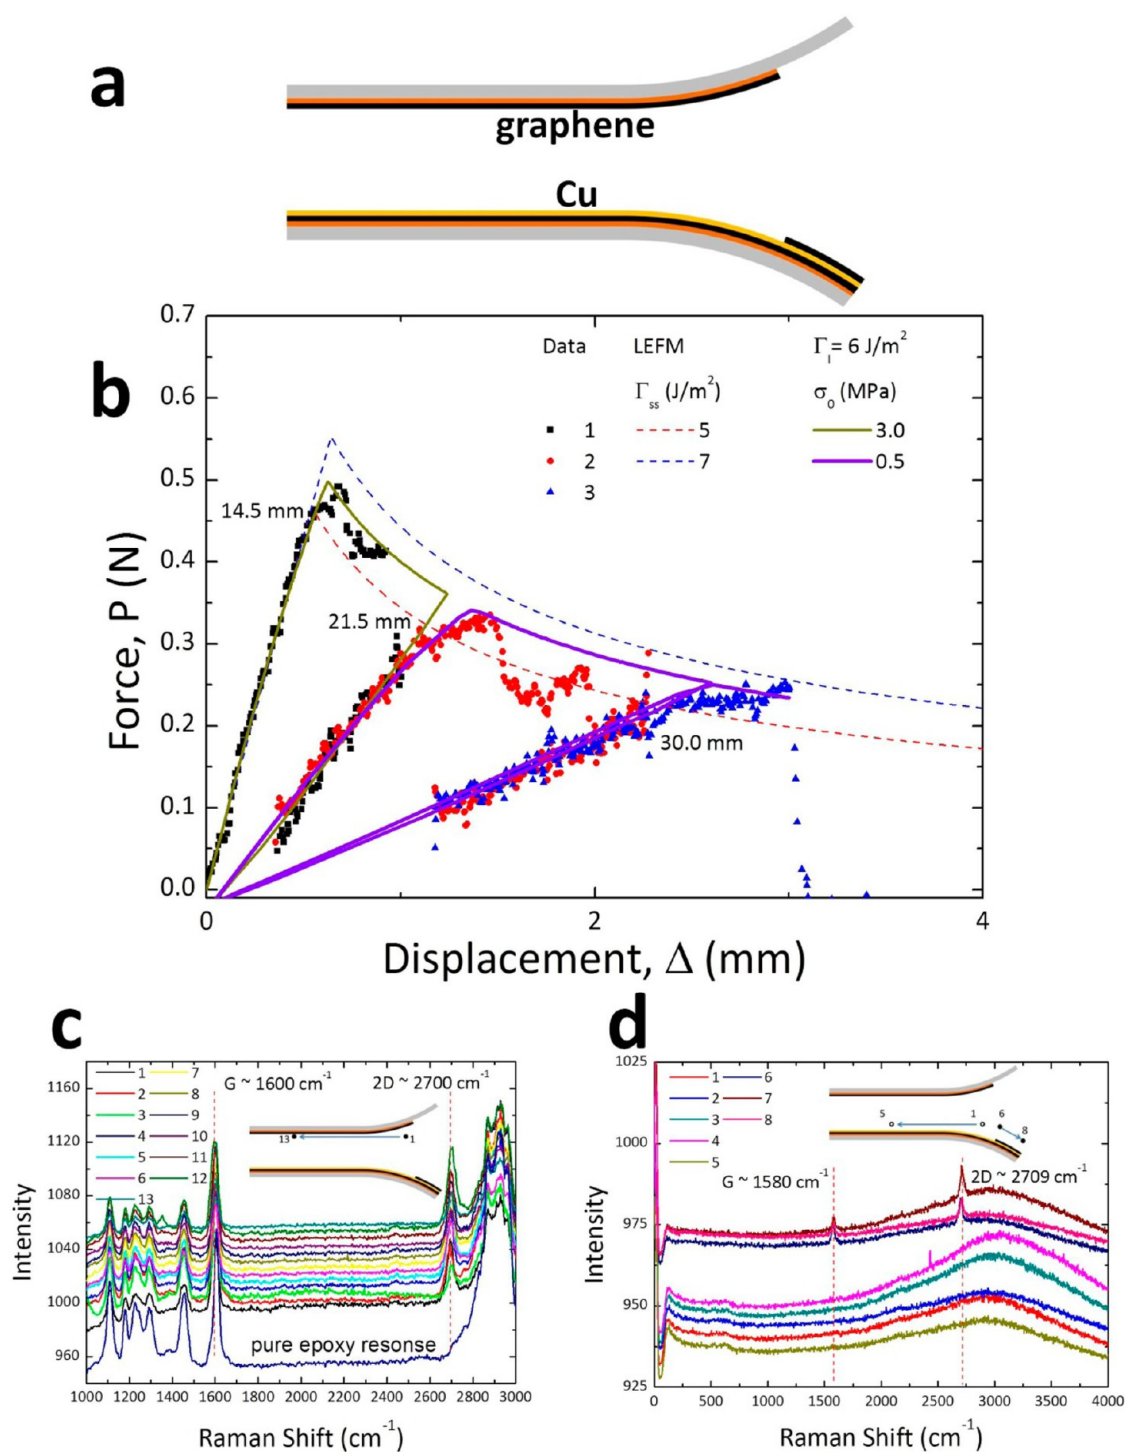 a
graphene
Cu
b
Data LEFM Γl= 6 J/m2
Γss (J/m2) σo (MPa)
1 5 3.0
2 7 0.5
3
14.5 mm
21.5 mm
30.0 mm
0.7
0.6
0.5
0.4
0.3
0.2
0.1
0.0
Force, P (N)
0 2 4
Displacement, Δ (mm)
c
1 7
2 8
3 9
4 10
5 11
6 12
13
G ~ 1600 cm-1 2D ~ 2700 cm-1
13 1
pure epoxy resonse
1160
1120
1080
1040
1000
960
Intensity
1000 1200 1400 1600 1800 2000 2200 2400 2600 2800 3000
Raman Shift (cm-1)
d
1 6
2 7
3 8
4
5
5 1 6
8
G ~ 1580 cm-1 2D ~ 2709 cm-1
1025
1000
975
950
925
Intensity
0 500 1000 1500 2000 2500 3000 3500 4000
Raman Shift (cm-1)